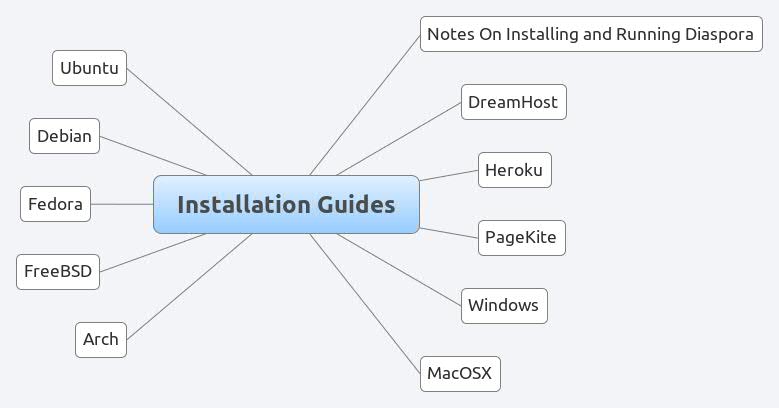 Notes On Installing and Running Diaspora
Ubuntu
DreamHost
Debian
Heroku
Installation Guides
Fedora
PageKite
FreeBSD
Windows
Arch
MacOSX